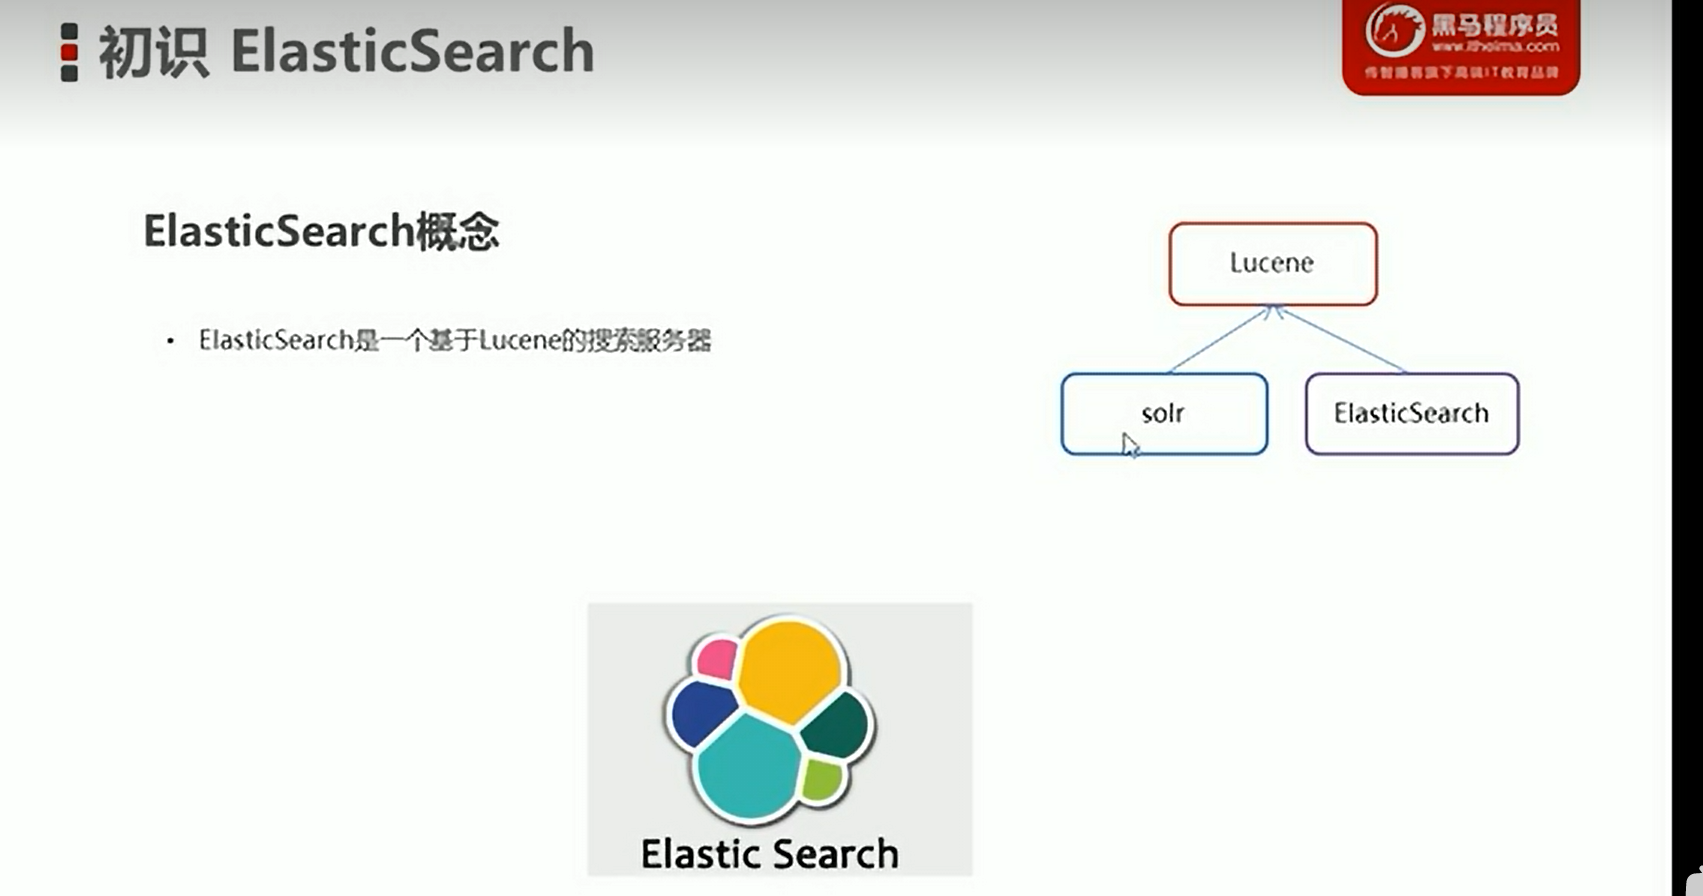 初识 ElasticSearch
黑马程序员
www.itheima.com
传智播客旗下高端IT教育品牌
ElasticSearch概念
• ElasticSearch是一个基于Lucene的搜索服务器
Lucene
solr
ElasticSearch
Elastic Search